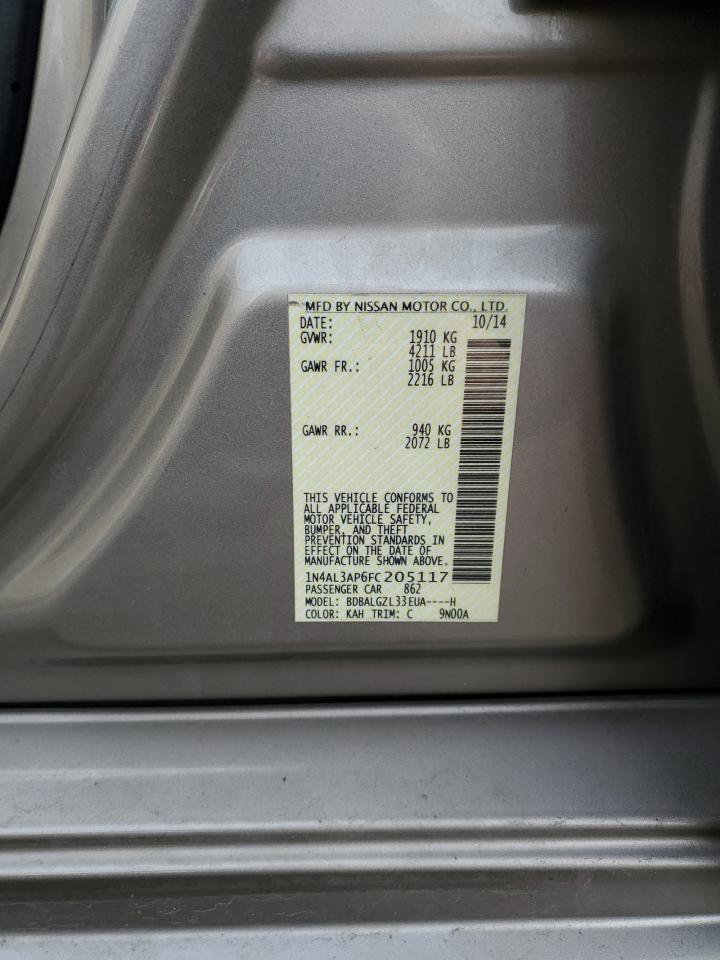 MFD BY NISSAN MOTOR CO., LTD.
DATE: 10/14
GVWR: 1910 KG
4211 LB
GAWR FR.: 1005 KG
2216 LB
GAWR RR.: 940 KG
2072 LB
THIS VEHICLE CONFORMS TO
ALL APPLICABLE FEDERAL
MOTOR VEHICLE SAFETY,
BUMPER, AND THEFT
PREVENTION STANDARDS IN
EFFECT ON THE DATE OF
MANUFACTURE SHOWN ABOVE.
1N4AL3AP6FC205117
PASSENGER CAR 862
MODEL: BDBALGZL33EUA----H
COLOR: KAH TRIM: C 9N00A